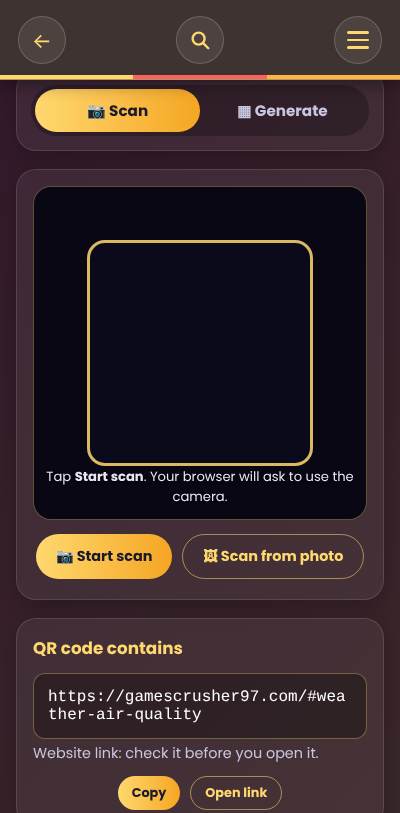 Scan
Generate
Tap Start scan. Your browser will ask to use the
camera.
Start scan
Scan from photo
QR code contains
https://gamescrusher97.com/#wea
ther-air-quality
Website link: check it before you open it.
Copy
Open link